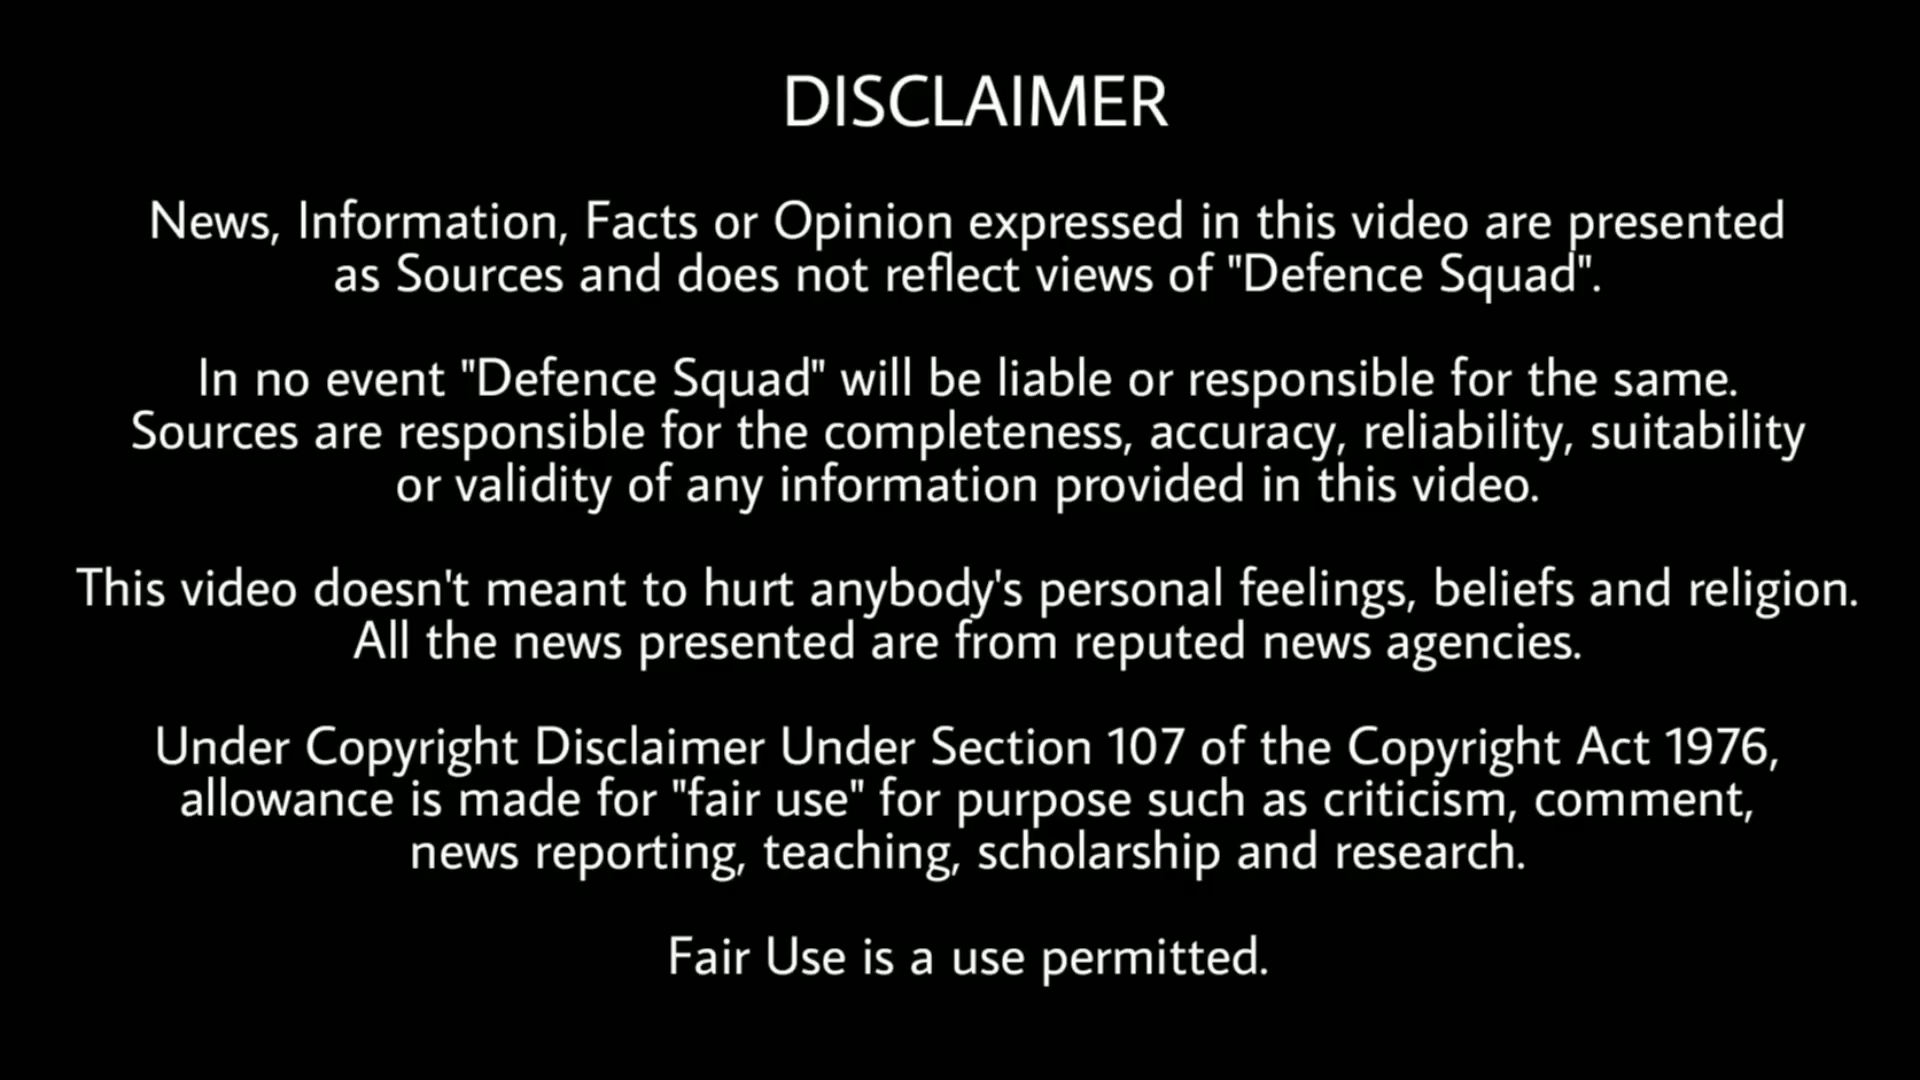 DISCLAIMER
News, Information, Facts or Opinion expressed in this video are presented
as Sources and does not reflect views of "Defence Squad".
In no event "Defence Squad" will be liable or responsible for the same.
Sources are responsible for the completeness, accuracy, reliability, suitability
or validity of any information provided in this video.
This video doesn't meant to hurt anybody's personal feelings, beliefs and religion.
All the news presented are from reputed news agencies.
Under Copyright Disclaimer Under Section 107 of the Copyright Act 1976,
allowance is made for "fair use" for purpose such as criticism, comment,
news reporting, teaching, scholarship and research.
Fair Use is a use permitted.